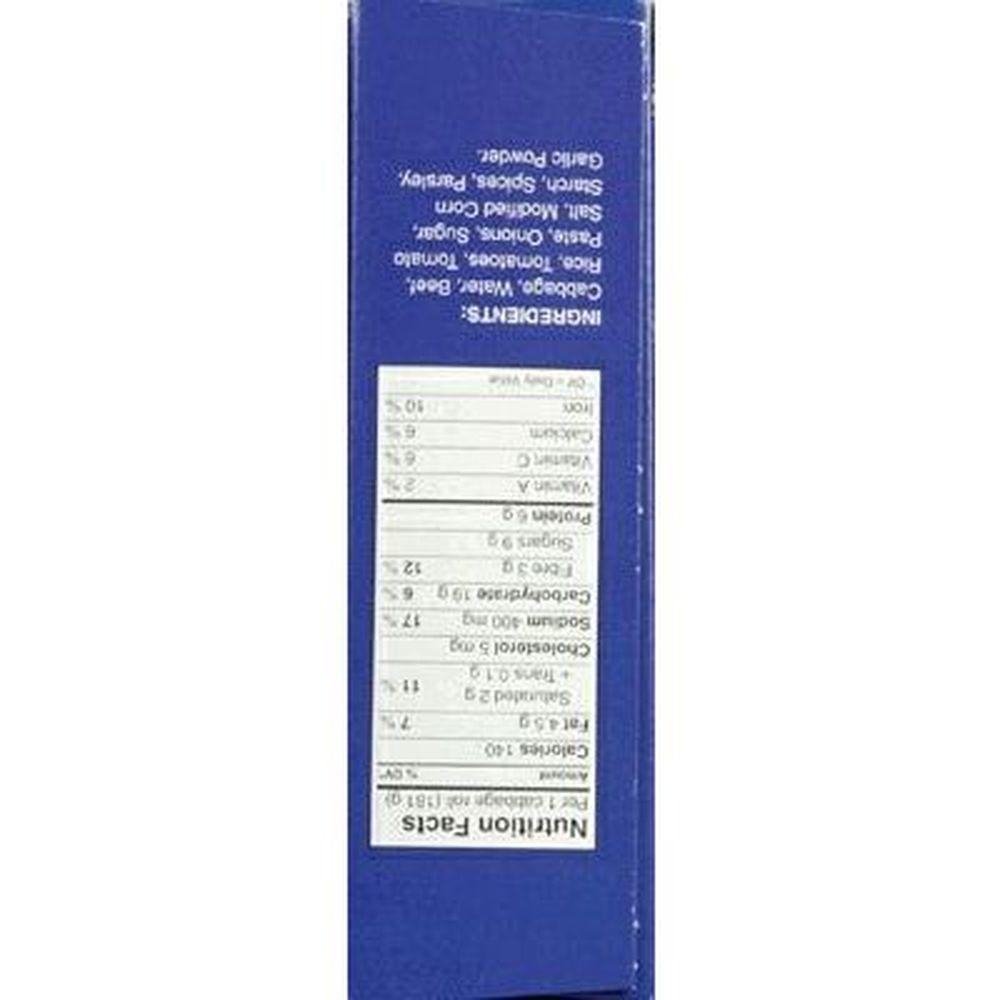 Nutrition Facts
Per 1 cabbage roll (181 g)
Amount % DV*
Calories 140
Fat 4.5 g 7 %
Saturated 2 g
+ Trans 0.1 g 11 %
Cholesterol 5 mg
Sodium 400 mg 17 %
Carbohydrate 19 g 6 %
Fibre 3 g 12 %
Sugars 9 g
Protein 6 g
Vitamin A 2 %
Vitamin C 6 %
Calcium 6 %
Iron 10 %
* DV = Daily Value
INGREDIENTS:
Cabbage, Water, Beef,
Rice, Tomatoes, Tomato
Paste, Onions, Sugar,
Salt, Modified Corn
Starch, Spices, Parsley,
Garlic Powder.